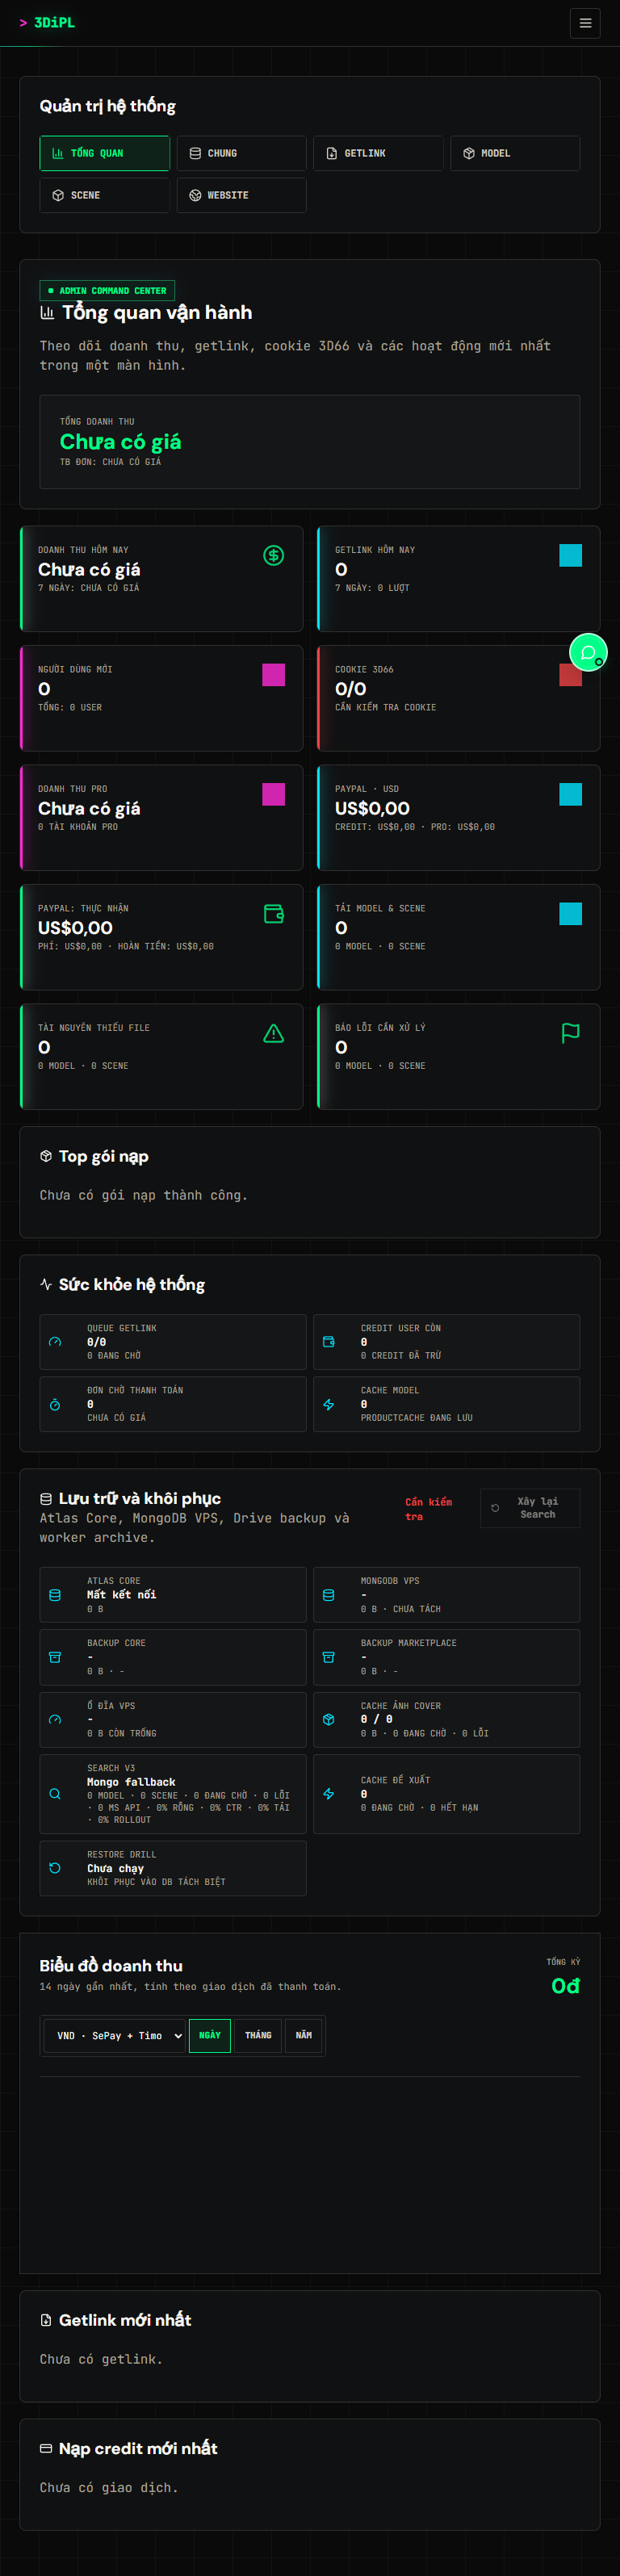 > 3DiPL
Quản trị hệ thống
TỔNG QUAN
CHUNG
GETLINK
MODEL
SCENE
WEBSITE
ADMIN COMMAND CENTER
Tổng quan vận hành
Theo dõi doanh thu, getlink, cookie 3D66 và các hoạt động mới nhất
trong một màn hình.
TỔNG DOANH THU
Chưa có giá
TB ĐƠN: CHƯA CÓ GIÁ
DOANH THU HÔM NAY
Chưa có giá
7 NGÀY: CHƯA CÓ GIÁ
GETLINK HÔM NAY
0
7 NGÀY: 0 LƯỢT
NGƯỜI DÙNG MỚI
0
TỔNG: 0 USER
COOKIE 3D66
0/0
CẦN KIỂM TRA COOKIE
DOANH THU PRO
Chưa có giá
0 TÀI KHOẢN PRO
PAYPAL · USD
US$0,00
CREDIT: US$0,00 · PRO: US$0,00
PAYPAL: THỰC NHẬN
US$0,00
PHÍ: US$0,00 · HOÀN TIỀN: US$0,00
TẢI MODEL & SCENE
0
0 MODEL · 0 SCENE
TÀI NGUYÊN THIẾU FILE
0
0 MODEL · 0 SCENE
BÁO LỖI CẦN XỬ LÝ
0
0 MODEL · 0 SCENE
Top gói nạp
Chưa có gói nạp thành công.
Sức khỏe hệ thống
QUEUE GETLINK
0/0
0 ĐANG CHỜ
CREDIT USER CÒN
0
0 CREDIT ĐÃ TRỪ
ĐƠN CHỜ THANH TOÁN
0
CHƯA CÓ GIÁ
CACHE MODEL
0
PRODUCTCACHE ĐANG LƯU
Lưu trữ và khôi phục
Atlas Core, MongoDB VPS, Drive backup và
worker archive.
Cần kiểm
tra
Xây lại
Search
ATLAS CORE
Mất kết nối
0 B
MONGODB VPS
-
0 B · CHƯA TÁCH
BACKUP CORE
-
0 B · -
BACKUP MARKETPLACE
-
0 B · -
Ổ ĐĨA VPS
-
0 B CÒN TRỐNG
CACHE ẢNH COVER
0 / 0
0 B · 0 ĐANG CHỜ · 0 LỖI
SEARCH V3
Mongo fallback
0 MODEL · 0 SCENE · 0 ĐANG CHỜ · 0 LỖI
· 0 MS API · 0% RỖNG · 0% CTR · 0% TẢI
· 0% ROLLOUT
CACHE ĐỀ XUẤT
0
0 ĐANG CHỜ · 0 HẾT HẠN
RESTORE DRILL
Chưa chạy
KHÔI PHỤC VÀO DB TÁCH BIỆT
Biểu đồ doanh thu
14 ngày gần nhất, tính theo giao dịch đã thanh toán.
TỔNG KỲ
0đ
VND · SePay + Timo
NGÀY
THÁNG
NĂM
Getlink mới nhất
Chưa có getlink.
Nạp credit mới nhất
Chưa có giao dịch.